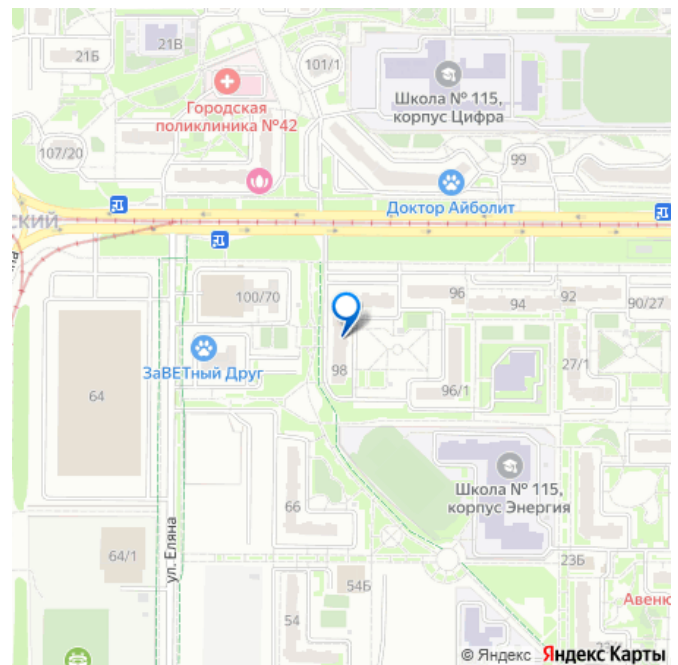 21Б
21В
101/1
Городская
поликлиника №42
Школа № 115,
корпус Цифра
107/20
99
Доктор Айболит
ский
100/70
96
94
92
90/27
ЗаВЕТный Друг
98
96/1
27/1
64
Школа № 115,
корпус Энергия
66
ул. Еляна
64/1
54Б
23Б
54
Авеню
© Яндекс Яндекс Карты